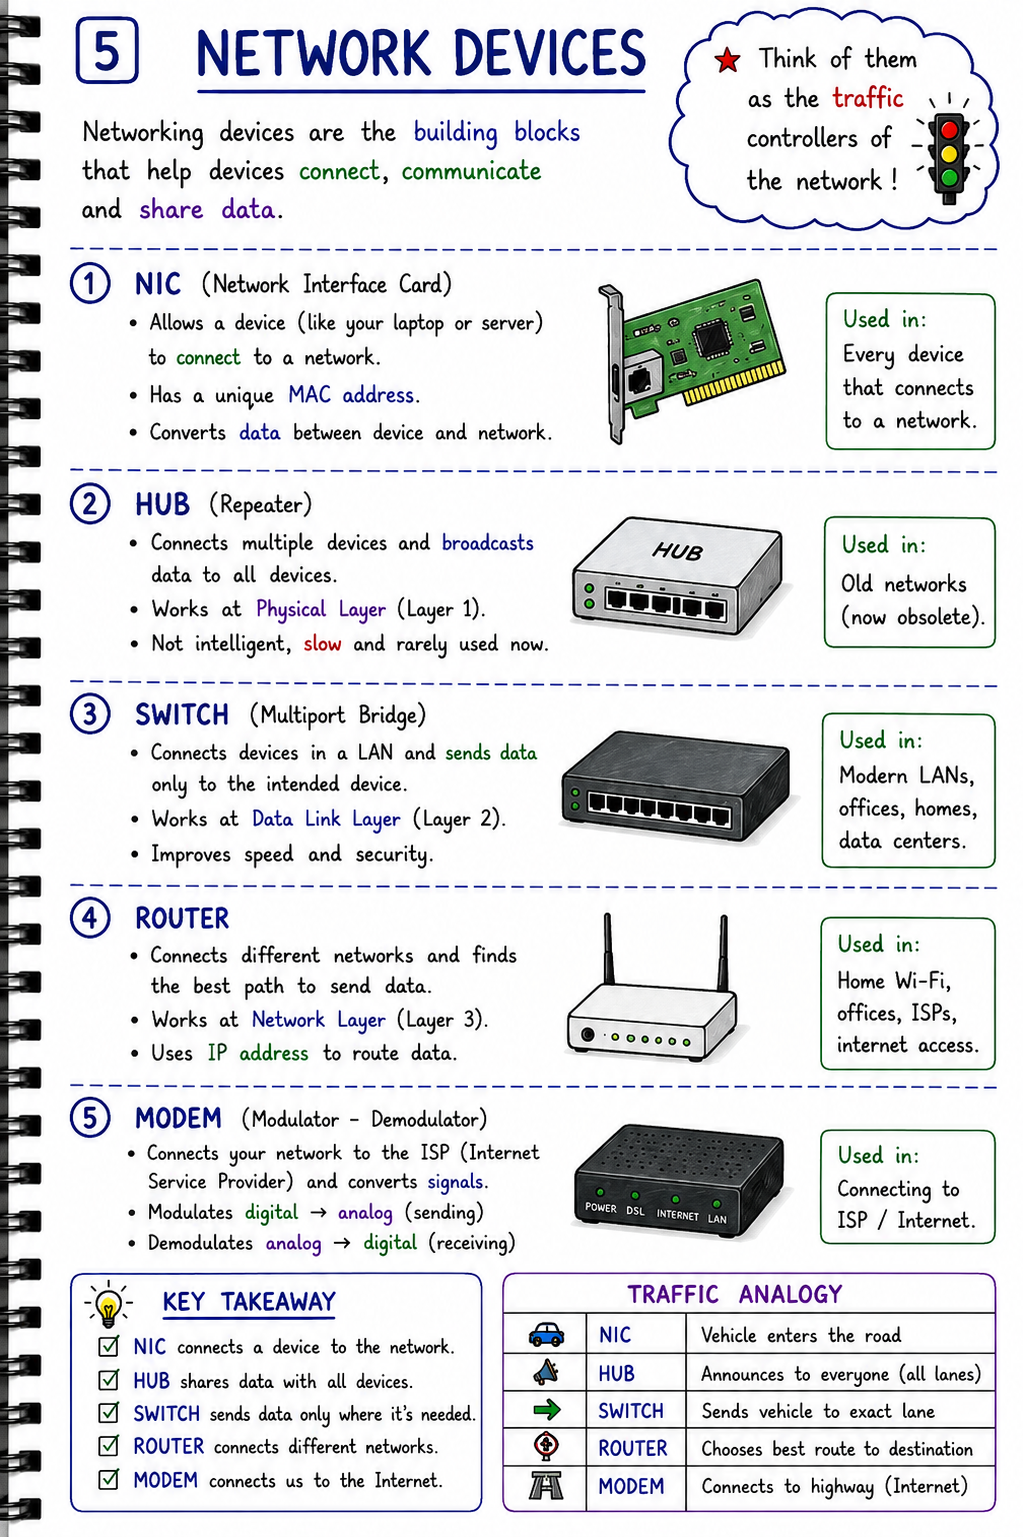 5
NETWORK DEVICES
Networking devices are the building blocks
that help devices connect, communicate
and share data.
★ Think of them
as the traffic
controllers of
the network!
1 NIC (Network Interface Card)
• Allows a device (like your laptop or server)
to connect to a network.
• Has a unique MAC address.
• Converts data between device and network.
Used in:
Every device
that connects
to a network.
2 HUB (Repeater)
• Connects multiple devices and broadcasts
data to all devices.
• Works at Physical Layer (Layer 1).
• Not intelligent, slow and rarely used now.
HUB
Used in:
Old networks
(now obsolete).
3 SWITCH (Multiport Bridge)
• Connects devices in a LAN and sends data
only to the intended device.
• Works at Data Link Layer (Layer 2).
• Improves speed and security.
Used in:
Modern LANs,
offices, homes,
data centers.
4 ROUTER
• Connects different networks and finds
the best path to send data.
• Works at Network Layer (Layer 3).
• Uses IP address to route data.
Used in:
Home Wi-Fi,
offices, ISPs,
internet access.
5 MODEM (Modulator - Demodulator)
• Connects your network to the ISP (Internet
Service Provider) and converts signals.
• Modulates digital → analog (sending)
• Demodulates analog → digital (receiving)
POWER DSL INTERNET LAN
Used in:
Connecting to
ISP / Internet.
KEY TAKEAWAY
☑ NIC connects a device to the network.
☑ HUB shares data with all devices.
☑ SWITCH sends data only where it's needed.
☑ ROUTER connects different networks.
☑ MODEM connects us to the Internet.
TRAFFIC ANALOGY
NIC Vehicle enters the road
HUB Announces to everyone (all lanes)
SWITCH Sends vehicle to exact lane
ROUTER Chooses best route to destination
MODEM Connects to highway (Internet)